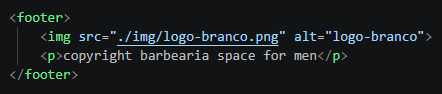 <footer>
    <img src="./img/logo-branco.png" alt="logo-branco">
    <p>copyright barbearia space for men</p>
</footer>